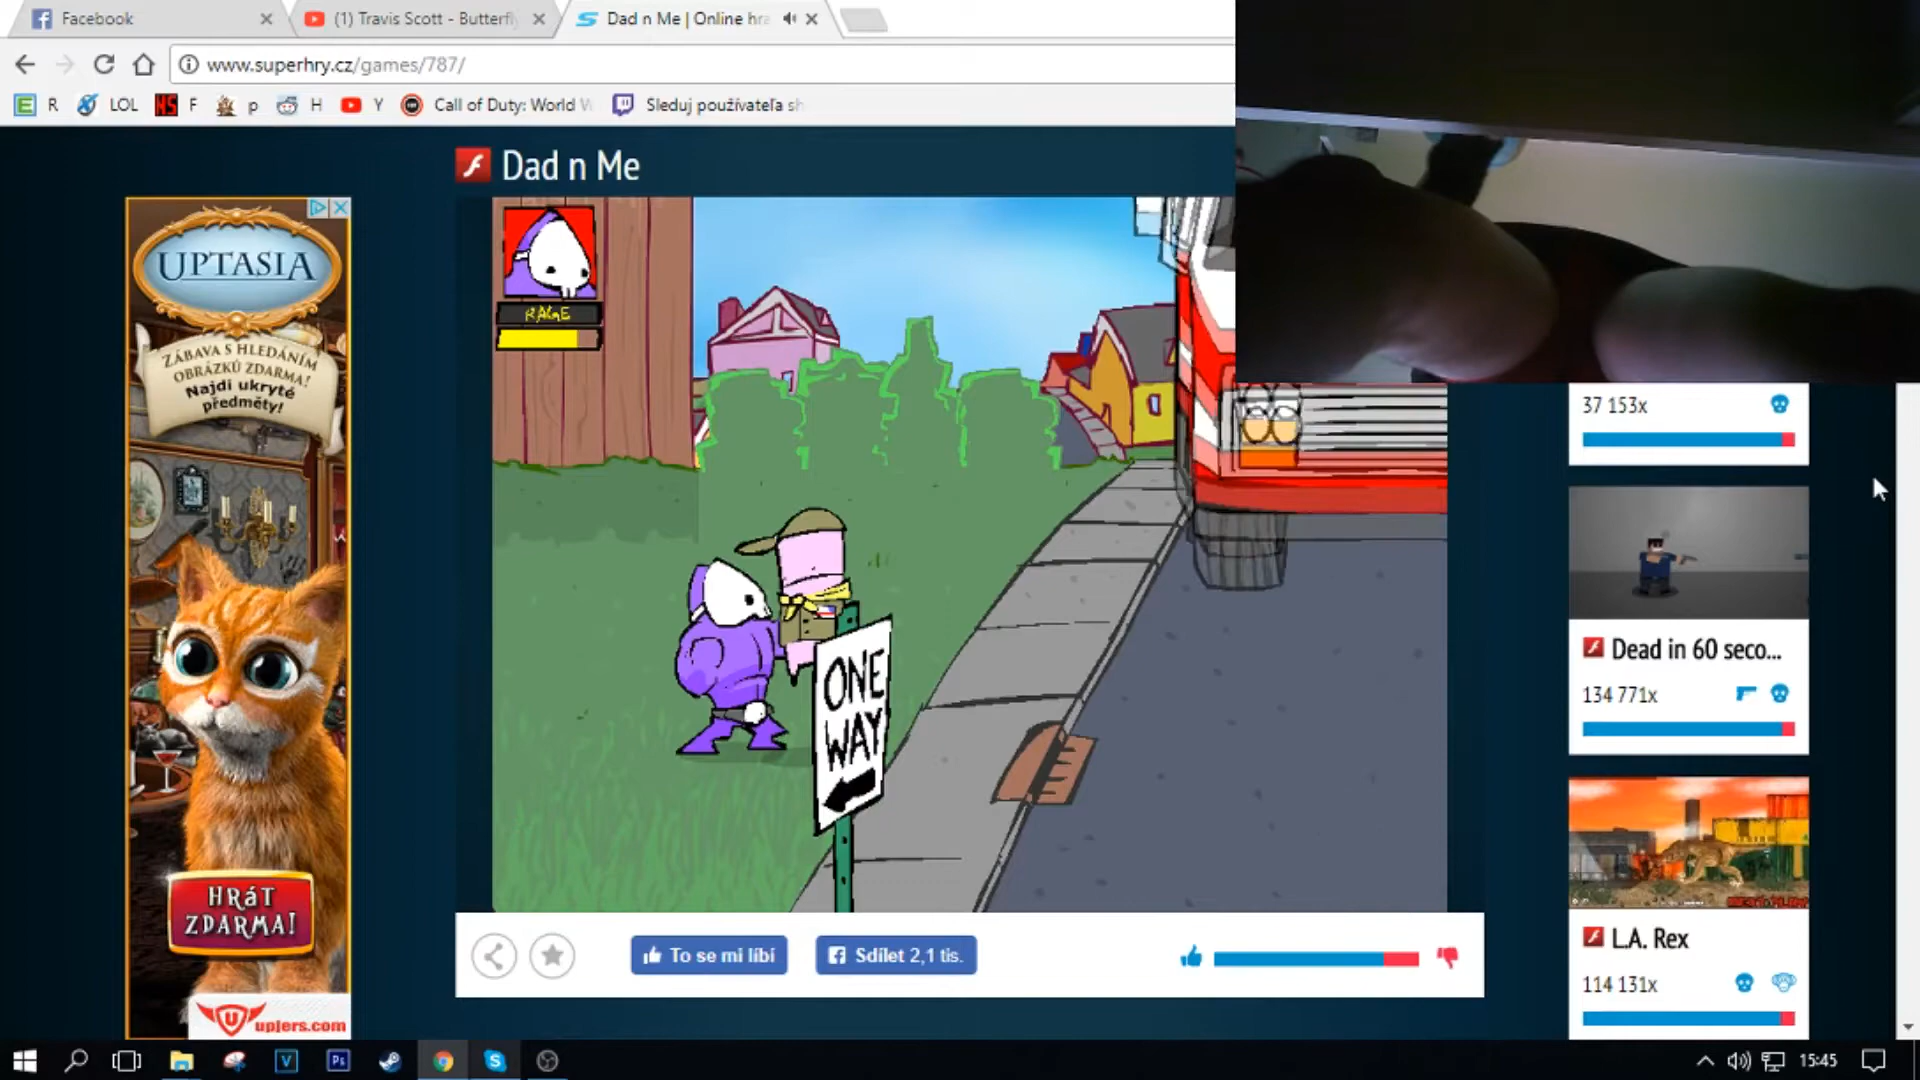 Facebook
(1) Travis Scott - Butterfl
Dad n Me | Online hra
www.superhry.cz/games/787/
R
LOL
F
p
H
Y
Call of Duty: World W
Sleduj používateľa sh
Dad n Me
UPTASIA
ZÁBAVA S HLEDÁNÍM
OBRÁZKŮ ZDARMA!
Najdi ukryté
předměty!
HRÁT
ZDARMA!
upjers.com
RAGE
ONE
WAY
To se mi líbí
Sdílet 2,1 tis.
37 153x
Dead in 60 seco...
134 771x
L.A. Rex
114 131x
15:45